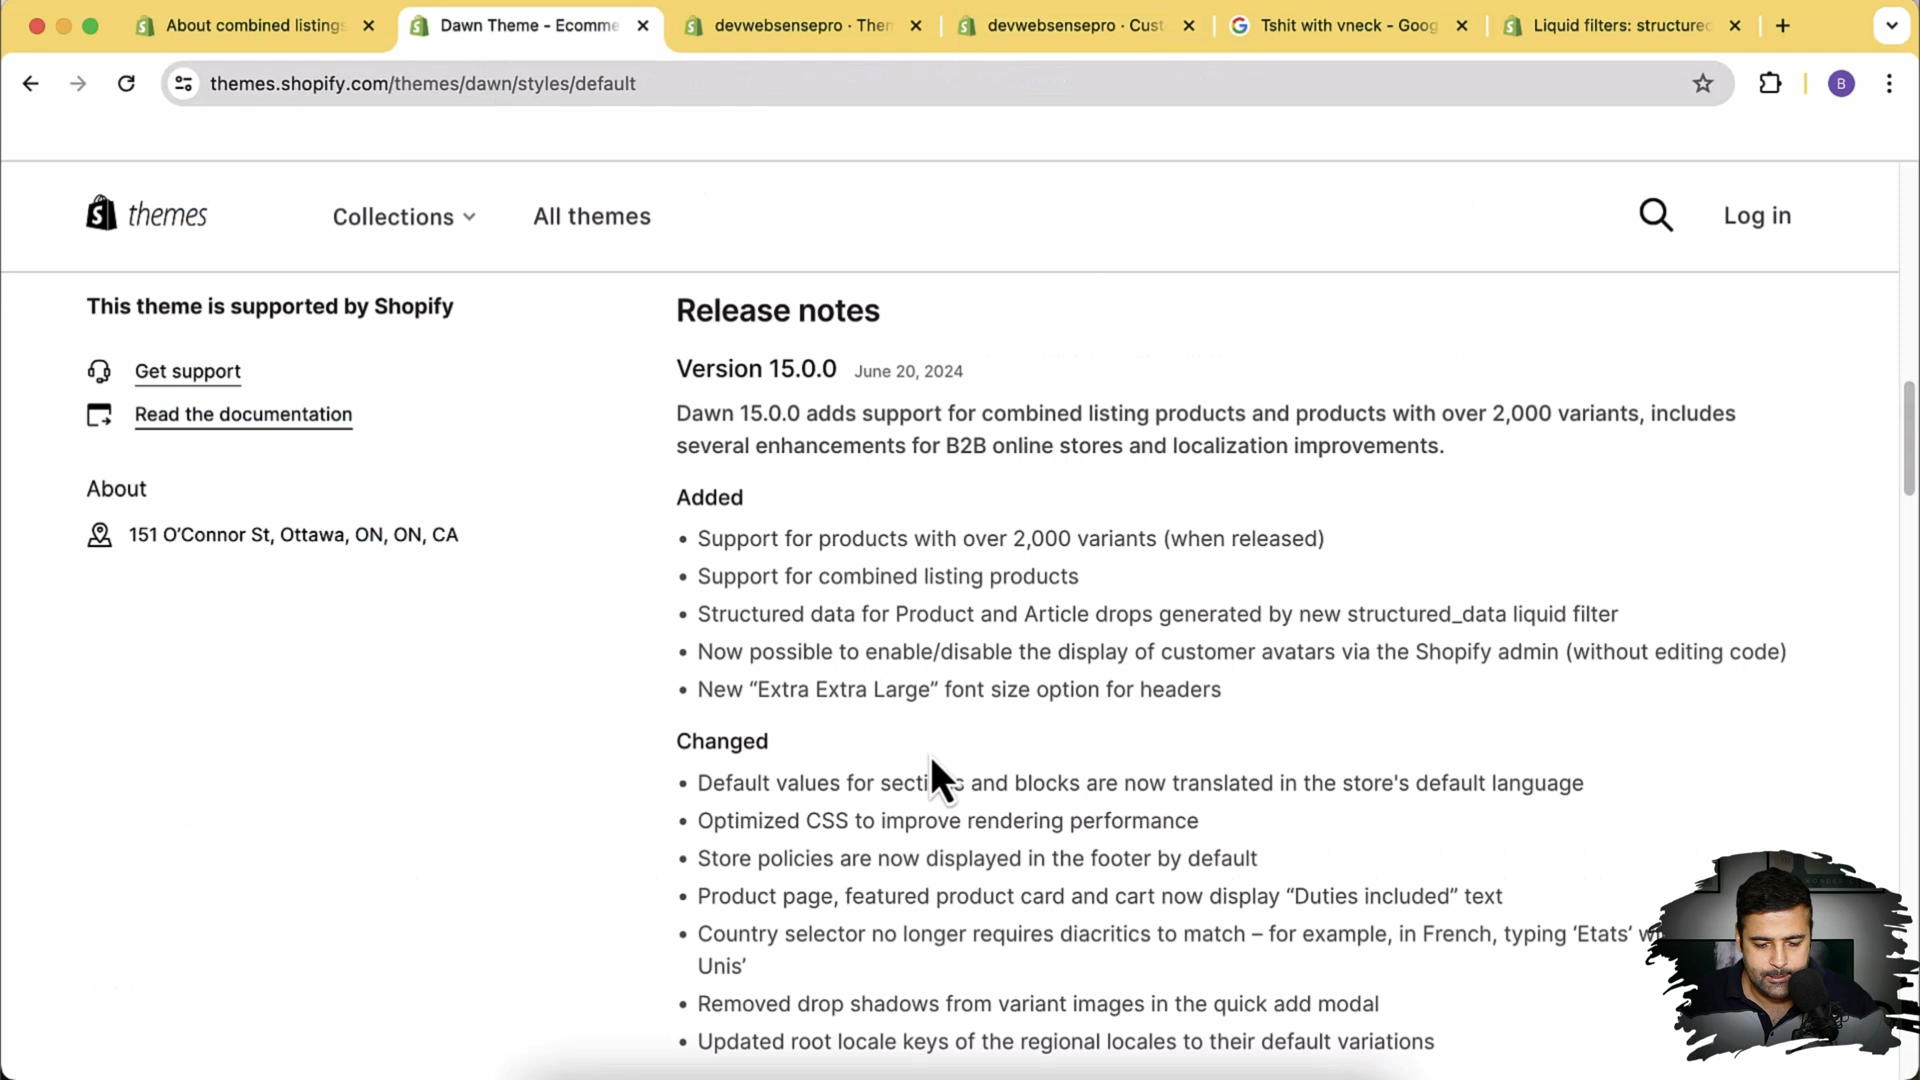 About combined listings
Dawn Theme - Ecomme
devwebsensepro · Then
devwebsensepro · Cust
Tshit with vneck - Goog
Liquid filters: structured
themes.shopify.com/themes/dawn/styles/default
B
themes
Collections
All themes
Log in
This theme is supported by Shopify
Get support
Read the documentation
About
151 O'Connor St, Ottawa, ON, ON, CA
Release notes
Version 15.0.0 June 20, 2024
Dawn 15.0.0 adds support for combined listing products and products with over 2,000 variants, includes
several enhancements for B2B online stores and localization improvements.
Added
• Support for products with over 2,000 variants (when released)
• Support for combined listing products
• Structured data for Product and Article drops generated by new structured_data liquid filter
• Now possible to enable/disable the display of customer avatars via the Shopify admin (without editing code)
• New “Extra Extra Large” font size option for headers
Changed
• Default values for sections and blocks are now translated in the store's default language
• Optimized CSS to improve rendering performance
• Store policies are now displayed in the footer by default
• Product page, featured product card and cart now display “Duties included” text
• Country selector no longer requires diacritics to match – for example, in French, typing ‘Etats’
Unis’
• Removed drop shadows from variant images in the quick add modal
• Updated root locale keys of the regional locales to their default variations